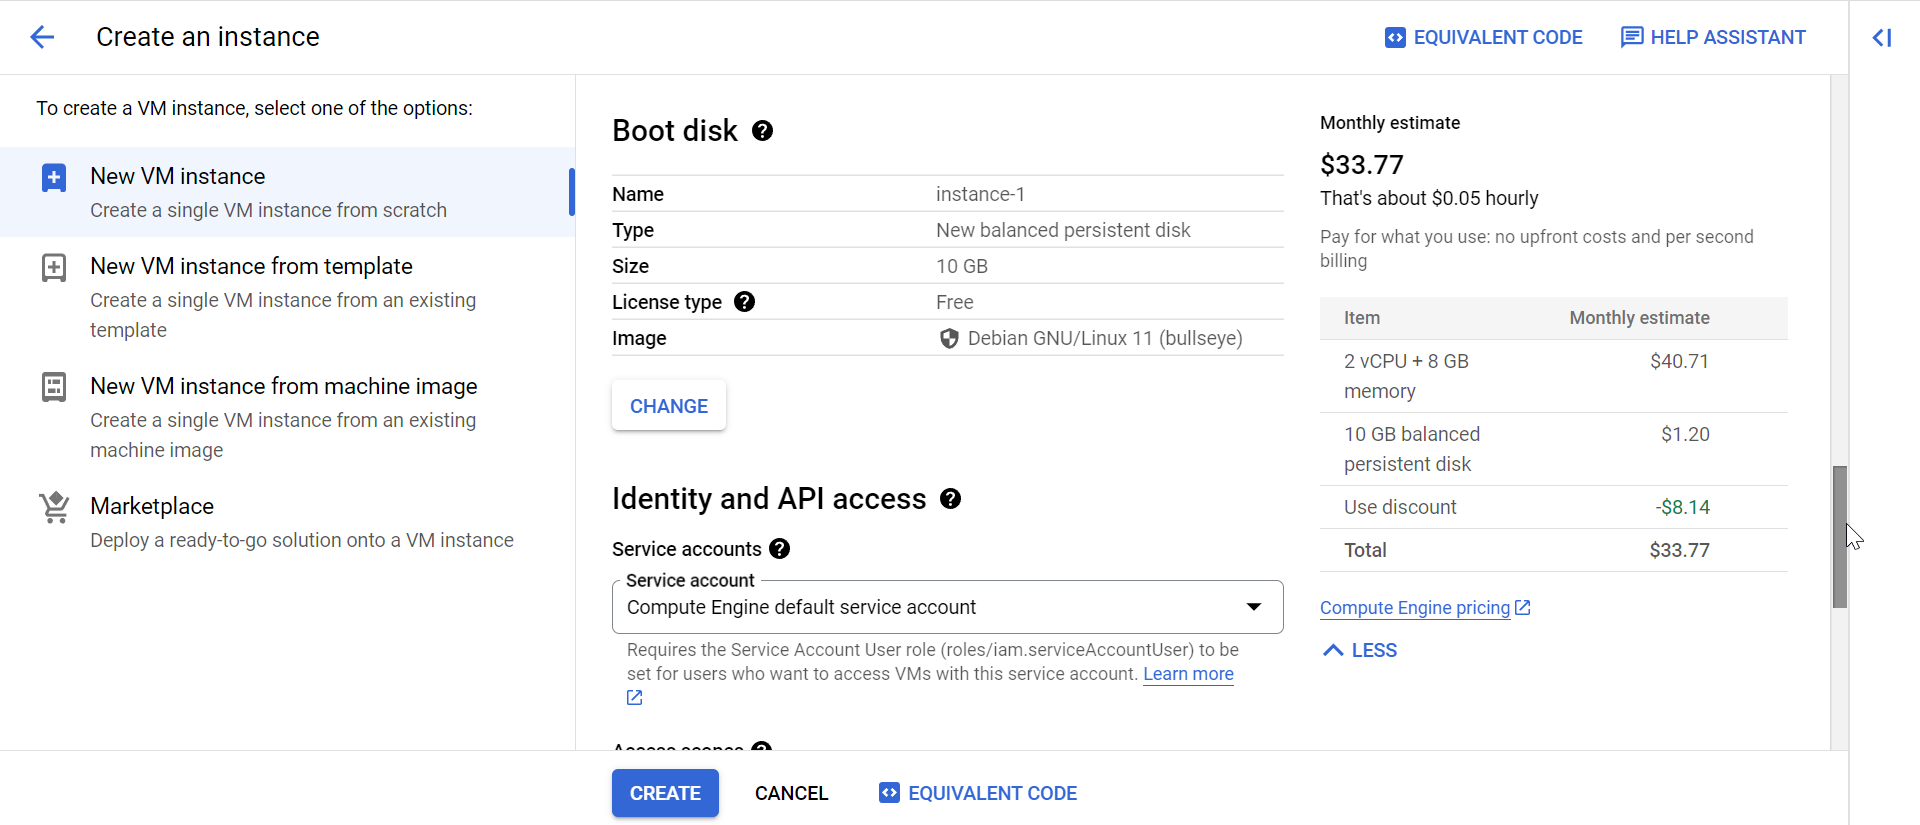 Create an instance
EQUIVALENT CODE
HELP ASSISTANT
To create a VM instance, select one of the options:
New VM instance
Create a single VM instance from scratch
New VM instance from template
Create a single VM instance from an existing
template
New VM instance from machine image
Create a single VM instance from an existing
machine image
Marketplace
Deploy a ready-to-go solution onto a VM instance
Boot disk
Name instance-1
Type New balanced persistent disk
Size 10 GB
License type Free
Image Debian GNU/Linux 11 (bullseye)
CHANGE
Identity and API access
Service accounts
Service account
Compute Engine default service account
Requires the Service Account User role (roles/iam.serviceAccountUser) to be
set for users who want to access VMs with this service account. Learn more
Access scopes
Monthly estimate
$33.77
That's about $0.05 hourly
Pay for what you use: no upfront costs and per second
billing
Item Monthly estimate
2 vCPU + 8 GB $40.71
memory
10 GB balanced $1.20
persistent disk
Use discount -$8.14
Total $33.77
Compute Engine pricing
LESS
CREATE
CANCEL
EQUIVALENT CODE